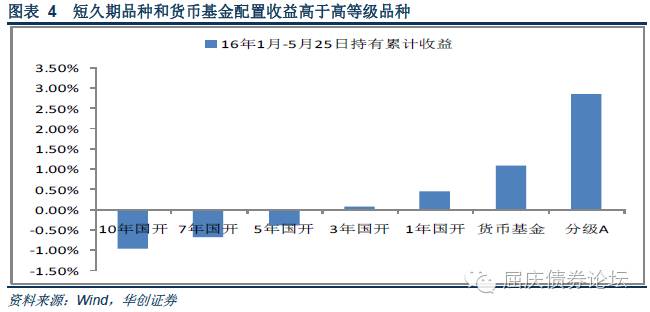 图表 4 短久期品种和货币基金配置收益高于高等级品种
16年1月-5月25日持有累计收益
3.50%
3.00%
2.50%
2.00%
1.50%
1.00%
0.50%
0.00%
-0.50%
-1.00%
-1.50%
10年国开 7年国开 5年国开 3年国开 1年国开 货币基金 分级A
屈庆债券论坛
资料来源：Wind，华创证券